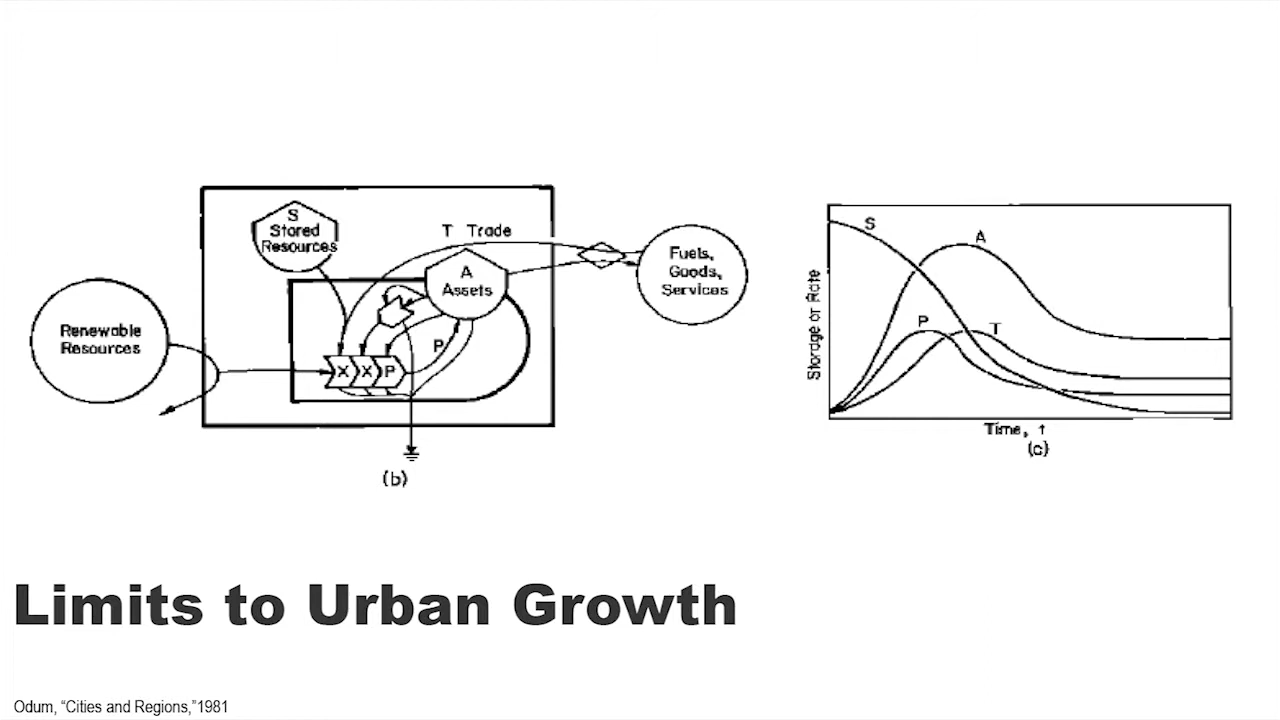 S
Stored
Resources
T Trade
A
Assets
Fuels,
Goods,
Services
Renewable
Resources
P
X X P
(b)
S
A
P
T
Storage or Rate
Time, t
(c)
Limits to Urban Growth
Odum, “Cities and Regions,”1981